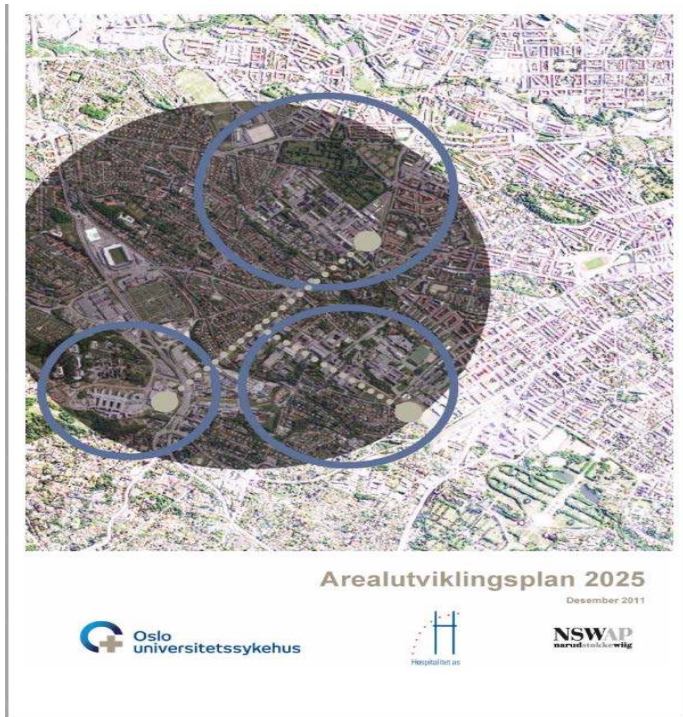 Arealutviklingsplan 2025
Desember 2011
Oslo
universitetssykehus
Hospitalitet as
NSWAP
narudstokkewiig